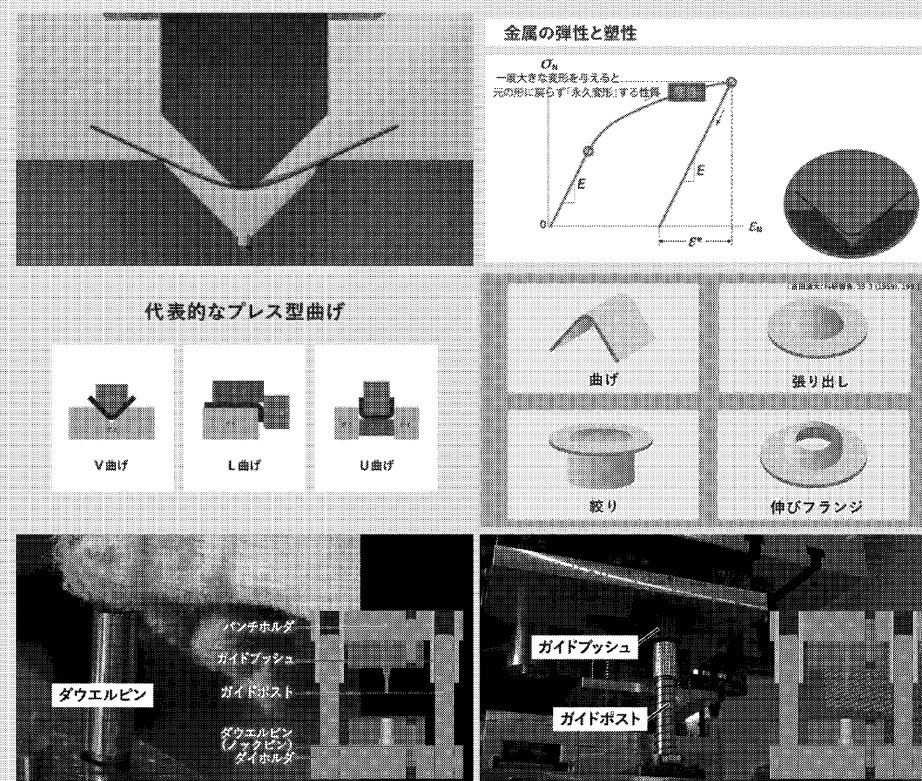 金属の弾性と塑性
σN
一度大きな変形を与えると
元の形に戻らず「永久変形」する性質
E
E
0
εN
代表的なプレス型曲げ
V曲げ
L曲げ
U曲げ
曲げ
張り出し
絞り
伸びフランジ
パンチホルダ
ガイドブッシュ
ガイドポスト
ダウエルピン
(ノックピン)
ダイホルダ
ダウエルピン
ガイドブッシュ
ガイドポスト